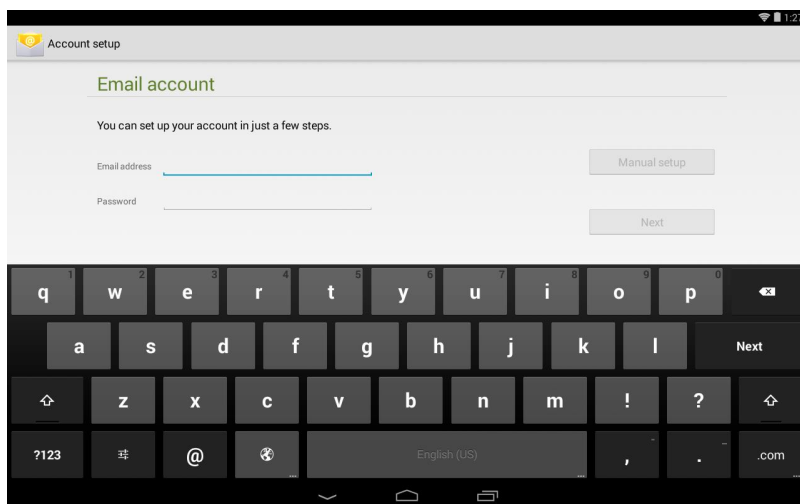 1:27
Account setup
Email account
You can set up your account in just a few steps.
Email address
Manual setup
Password
Next
1 2 3 4 5 6 7 8 9 0
q w e r t y u i o p
a s d f g h j k l Next
z x c v b n m ! ?
?123 @ English (US) , . .com